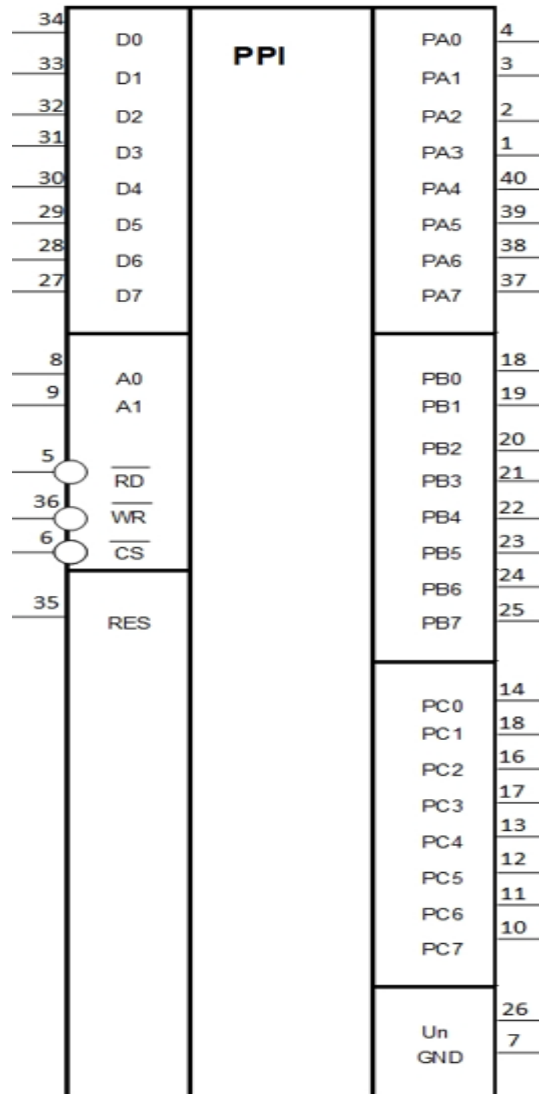 PPI
34 D0
33 D1
32 D2
31 D3
30 D4
29 D5
28 D6
27 D7
8 A0
9 A1
5 RD
36 WR
6 CS
35 RES
PA0 4
PA1 3
PA2 2
PA3 1
PA4 40
PA5 39
PA6 38
PA7 37
PB0 18
PB1 19
PB2 20
PB3 21
PB4 22
PB5 23
PB6 24
PB7 25
PC0 14
PC1 18
PC2 16
PC3 17
PC4 13
PC5 12
PC6 11
PC7 10
Un 26
GND 7